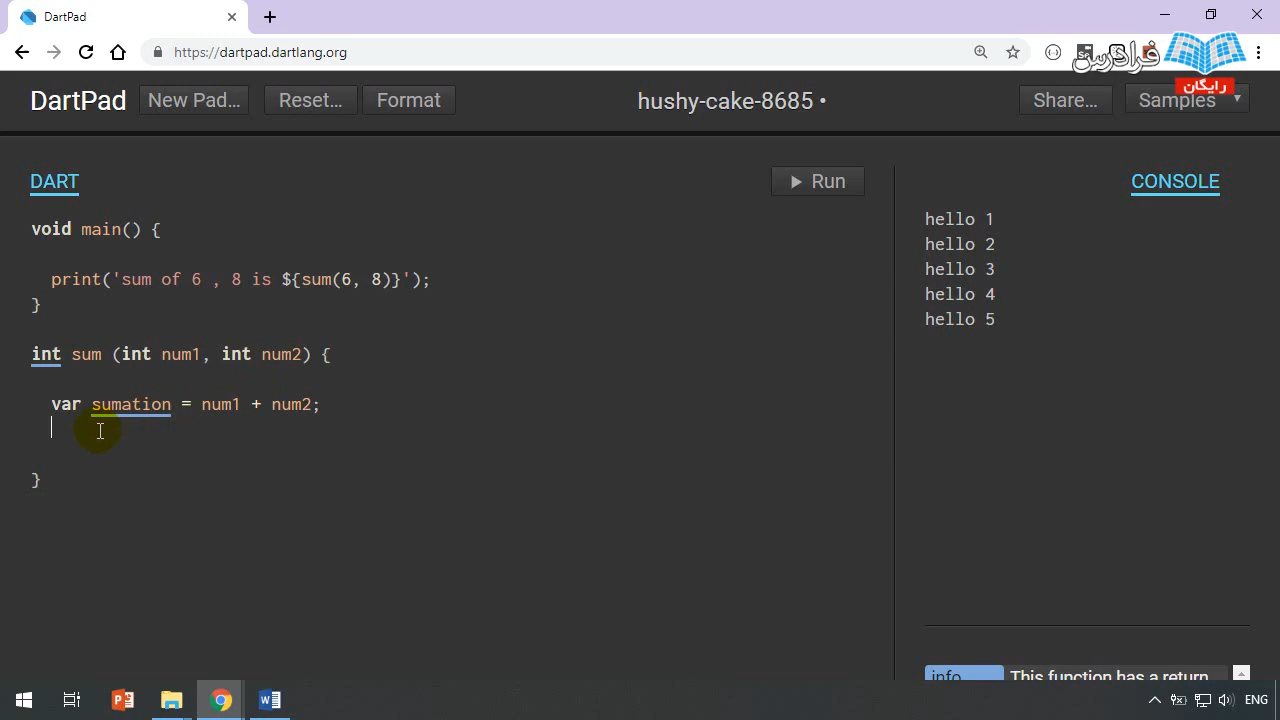 DartPad
https://dartpad.dartlang.org
فرادرس
رایگان
DartPad
New Pad...
Reset...
Format
hushy-cake-8685 •
Share...
Samples
DART
Run
CONSOLE
void main() {
print('sum of 6 , 8 is ${sum(6, 8)}');
}
int sum (int num1, int num2) {
var sumation = num1 + num2;
}
hello 1
hello 2
hello 3
hello 4
hello 5
info
This function has a return
ENG